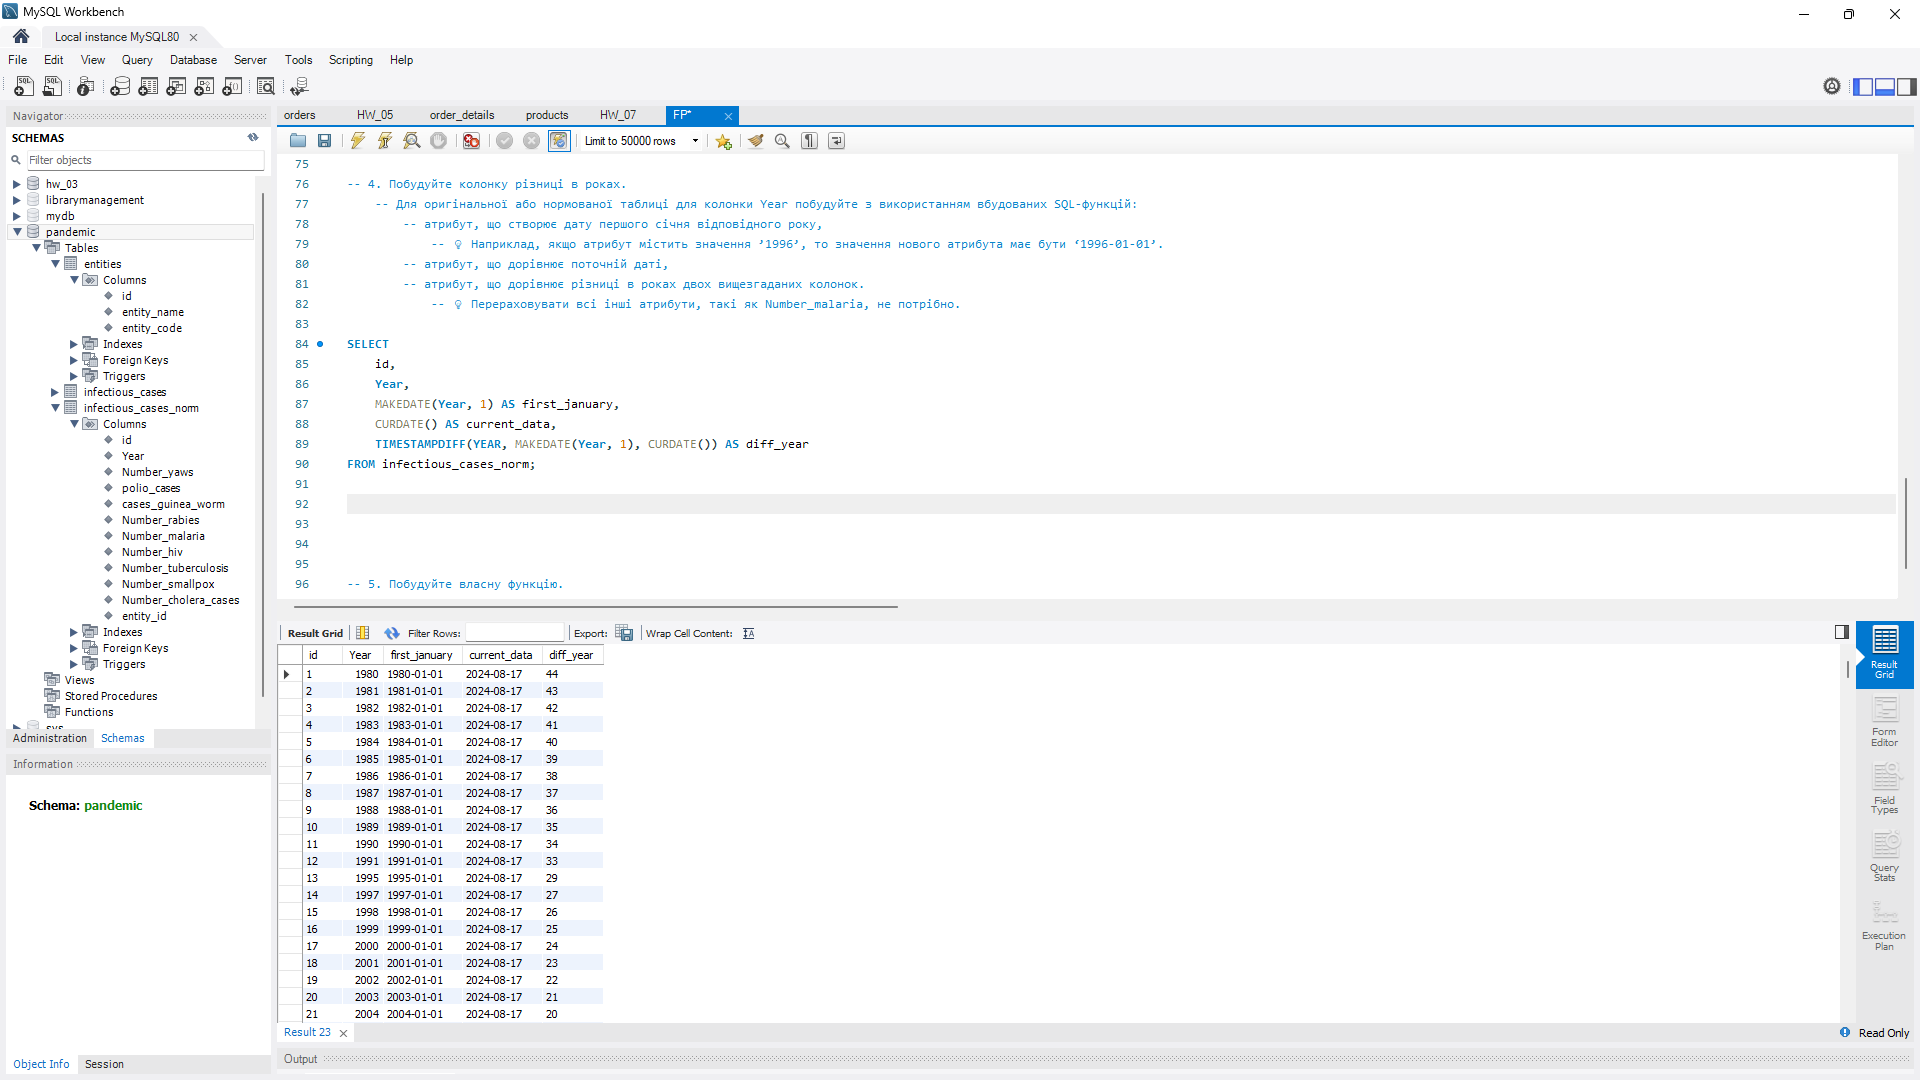 MySQL Workbench
Local instance MySQL80
File Edit View Query Database Server Tools Scripting Help
Navigator
SCHEMAS
Filter objects
hw_03
librarymanagement
mydb
pandemic
Tables
entities
Columns
id
entity_name
entity_code
Indexes
Foreign Keys
Triggers
infectious_cases
infectious_cases_norm
Columns
id
Year
Number_yaws
polio_cases
cases_guinea_worm
Number_rabies
Number_malaria
Number_hiv
Number_tuberculosis
Number_smallpox
Number_cholera_cases
entity_id
Indexes
Foreign Keys
Triggers
Views
Stored Procedures
Functions
sys
Administration Schemas
Information
Schema: pandemic
Object Info Session
orders HW_05 order_details products HW_07 FP*
Limit to 50000 rows
75
76 -- 4. Побудуйте колонку різниці в роках.
77 -- Для оригінальної або нормованої таблиці для колонки Year побудуйте з використанням вбудованих SQL-функцій:
78 -- атрибут, що створює дату першого січня відповідного року,
79 -- 💡 Наприклад, якщо атрибут містить значення ’1996’, то значення нового атрибута має бути ‘1996-01-01’.
80 -- атрибут, що дорівнює поточній даті,
81 -- атрибут, що дорівнює різниці в роках двох вищезгаданих колонок.
82 -- 💡 Перераховувати всі інші атрибути, такі як Number_malaria, не потрібно.
83
84 SELECT
85 id,
86 Year,
87 MAKEDATE(Year, 1) AS first_january,
88 CURDATE() AS current_data,
89 TIMESTAMPDIFF(YEAR, MAKEDATE(Year, 1), CURDATE()) AS diff_year
90 FROM infectious_cases_norm;
91
92
93
94
95
96 -- 5. Побудуйте власну функцію.
Result Grid Filter Rows: Export: Wrap Cell Content:
id Year first_january current_data diff_year
1 1980 1980-01-01 2024-08-17 44
2 1981 1981-01-01 2024-08-17 43
3 1982 1982-01-01 2024-08-17 42
4 1983 1983-01-01 2024-08-17 41
5 1984 1984-01-01 2024-08-17 40
6 1985 1985-01-01 2024-08-17 39
7 1986 1986-01-01 2024-08-17 38
8 1987 1987-01-01 2024-08-17 37
9 1988 1988-01-01 2024-08-17 36
10 1989 1989-01-01 2024-08-17 35
11 1990 1990-01-01 2024-08-17 34
12 1991 1991-01-01 2024-08-17 33
13 1995 1995-01-01 2024-08-17 29
14 1997 1997-01-01 2024-08-17 27
15 1998 1998-01-01 2024-08-17 26
16 1999 1999-01-01 2024-08-17 25
17 2000 2000-01-01 2024-08-17 24
18 2001 2001-01-01 2024-08-17 23
19 2002 2002-01-01 2024-08-17 22
20 2003 2003-01-01 2024-08-17 21
21 2004 2004-01-01 2024-08-17 20
Result
Grid
Form
Editor
Field
Types
Query
Stats
Execution
Plan
Result 23
Read Only
Output